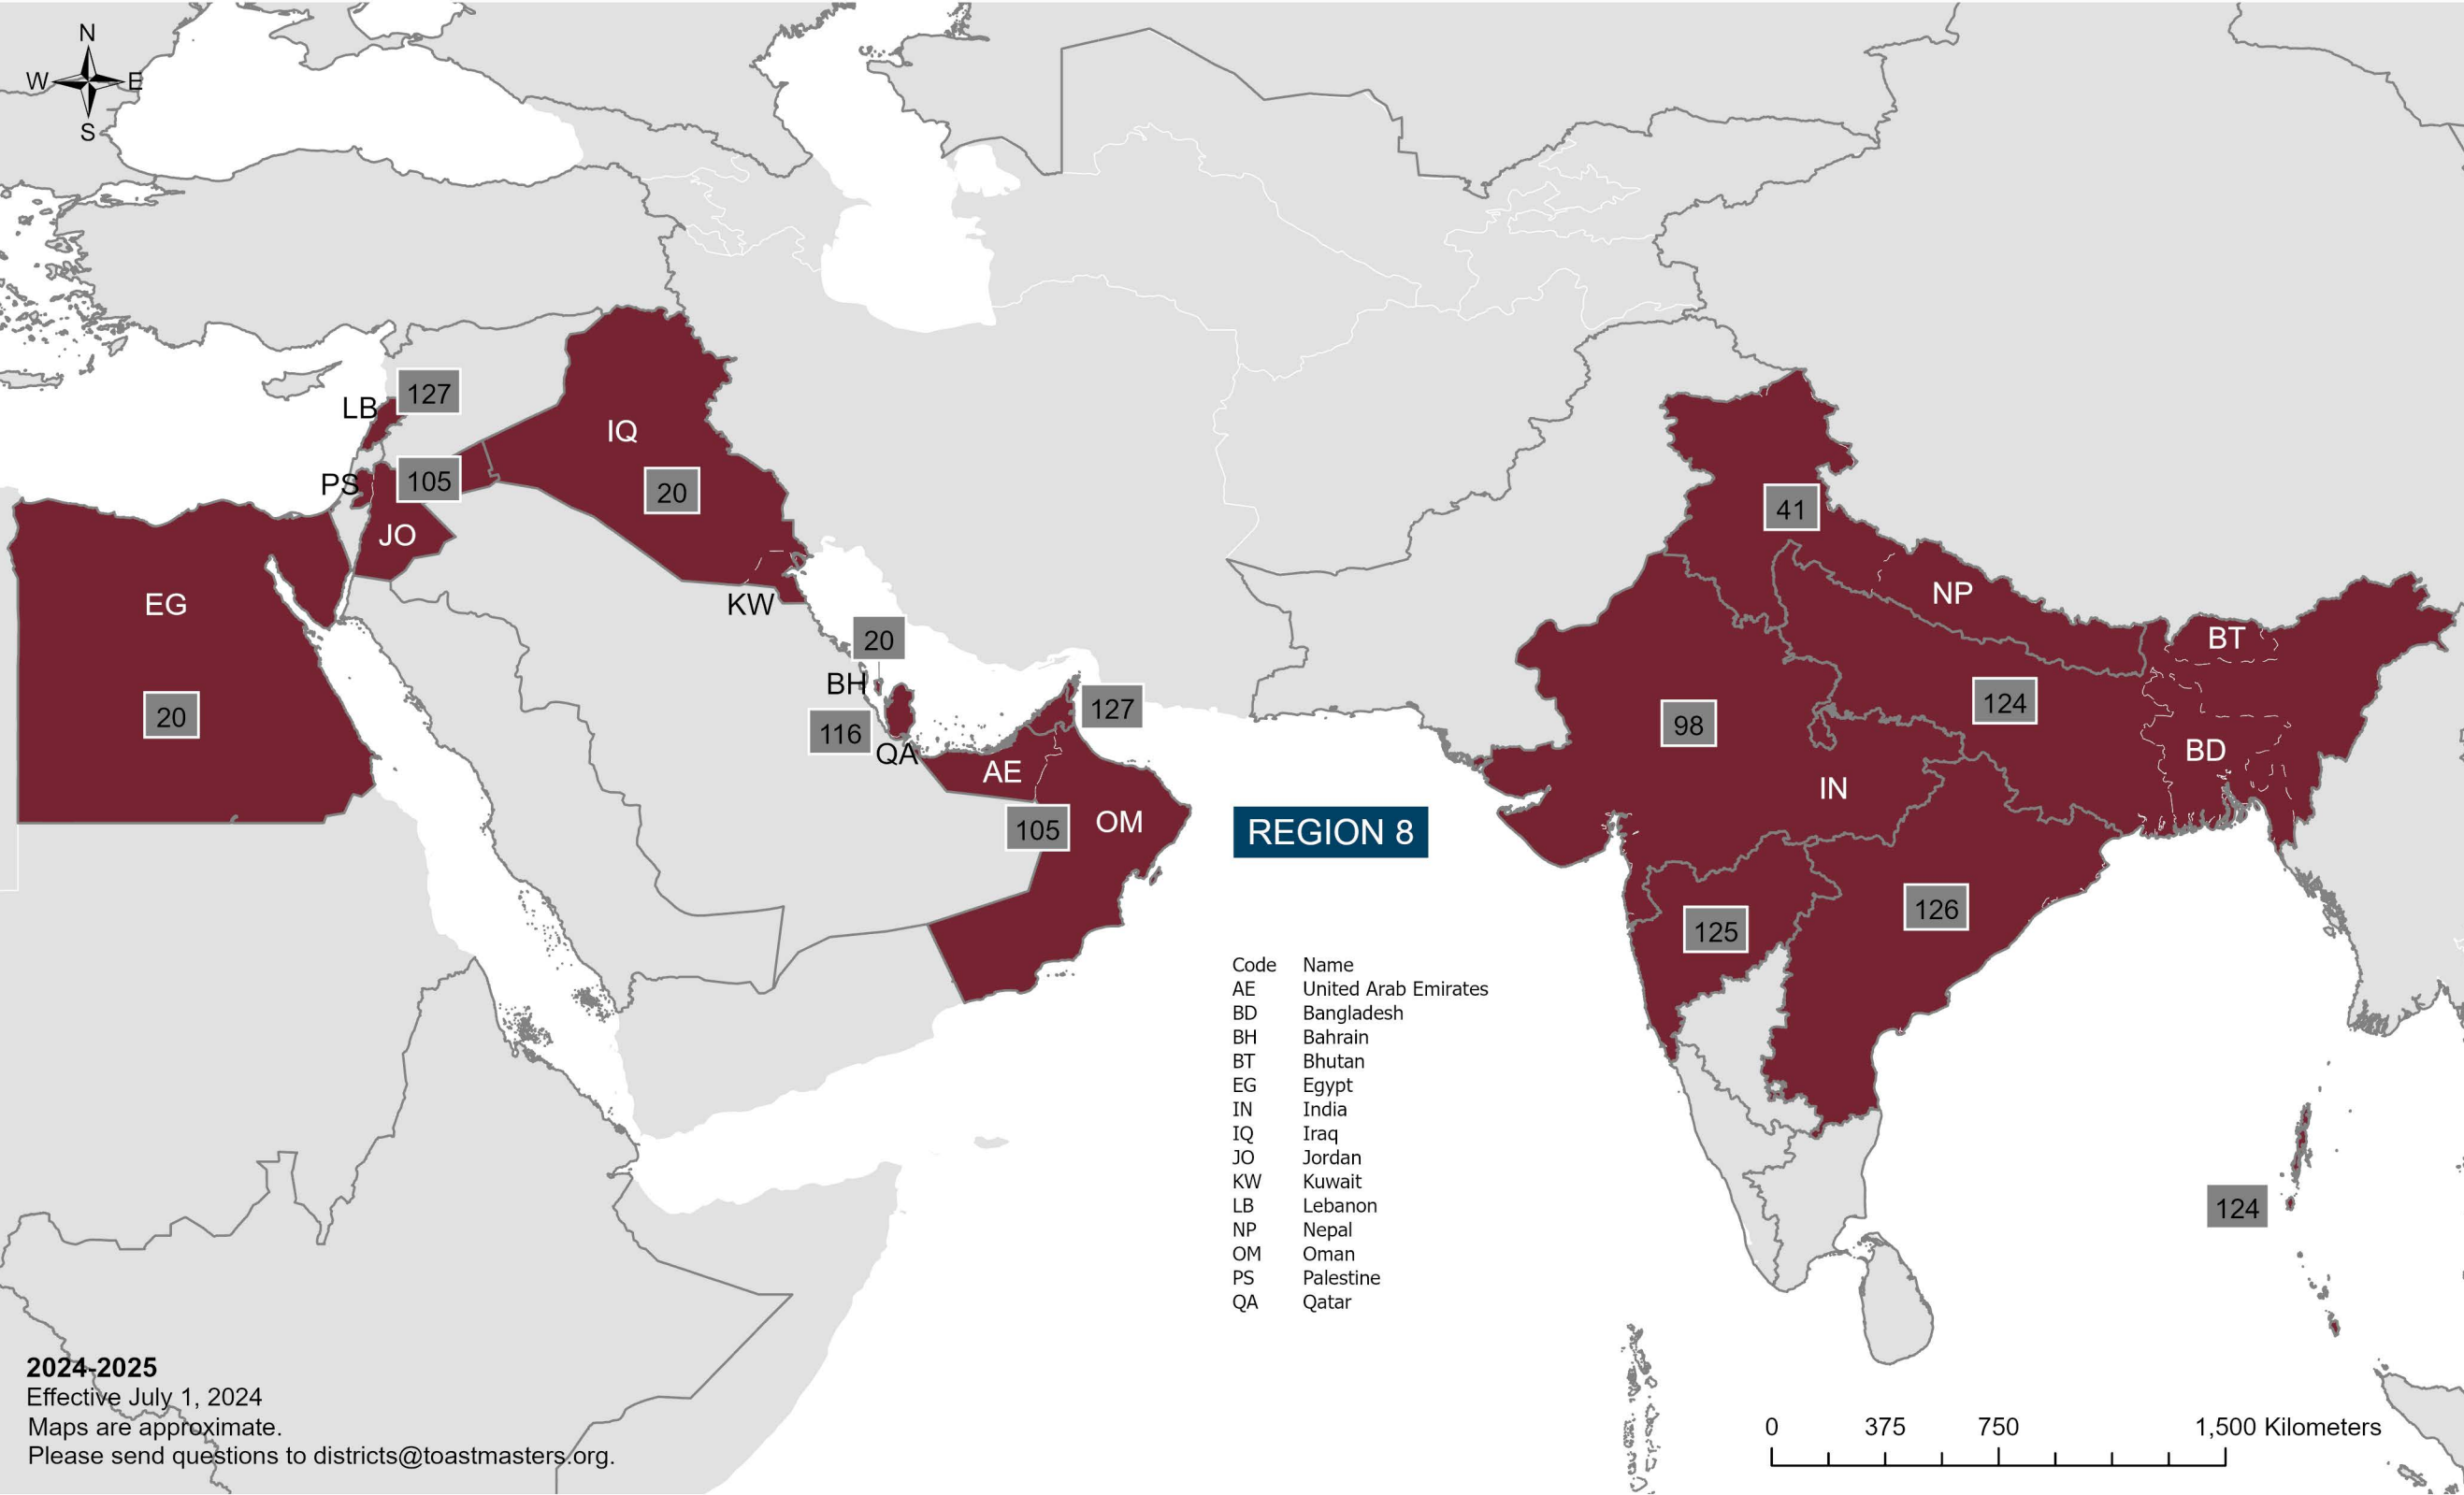 N
W E
S
127
LB
IQ
105
PS
20
JO
41
EG
KW
NP
20
BT
BH
127
124
20
116
98
QA
BD
AE
IN
105
OM
REGION 8
126
125
Code Name
AE United Arab Emirates
BD Bangladesh
BH Bahrain
BT Bhutan
EG Egypt
IN India
IQ Iraq
JO Jordan
KW Kuwait
LB Lebanon
NP Nepal
OM Oman
PS Palestine
QA Qatar
124
2024-2025
Effective July 1, 2024
Maps are approximate.
Please send questions to districts@toastmasters.org.
0 375 750 1,500 Kilometers